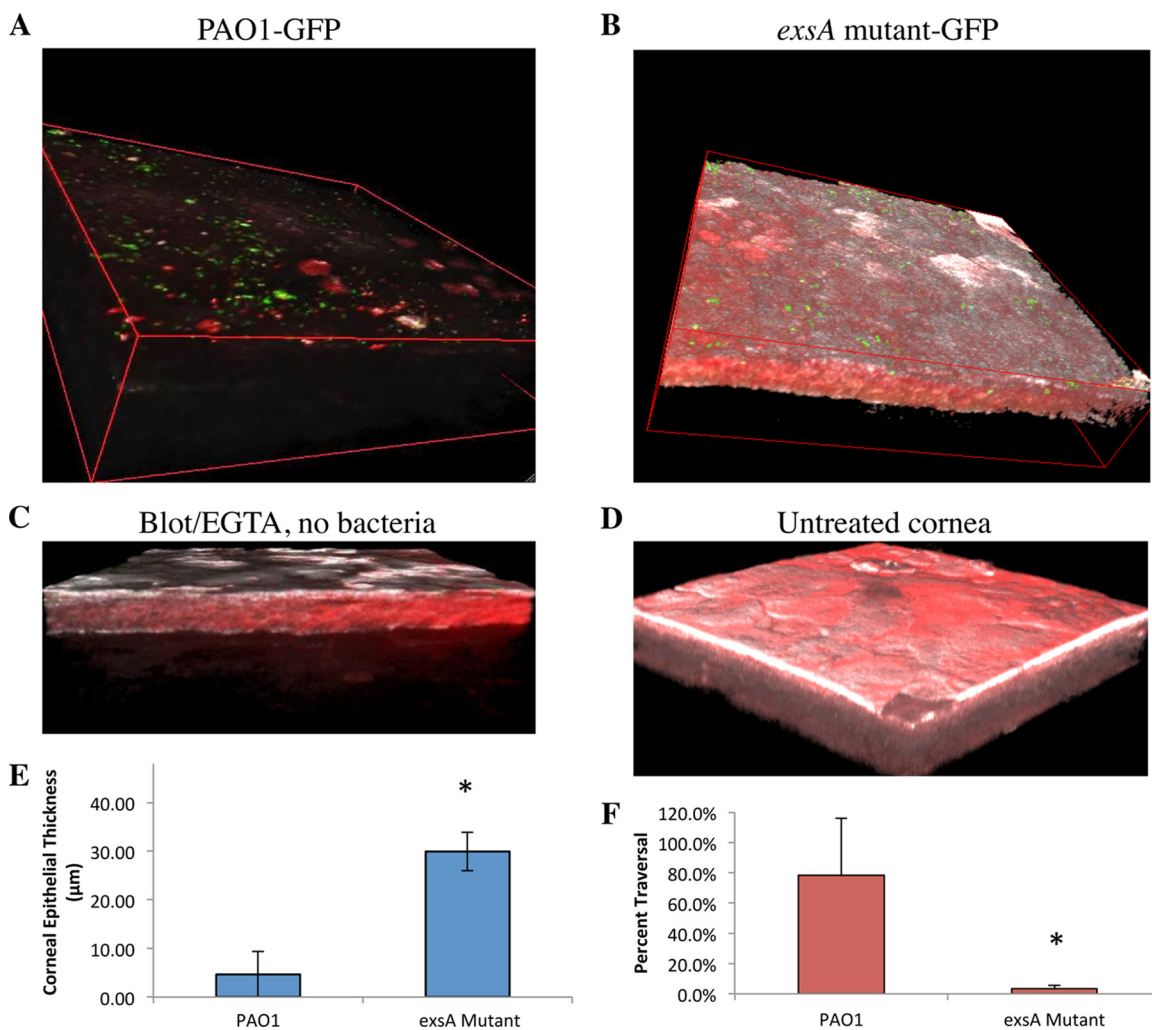 A
PAO1-GFP
B
exsA mutant-GFP
C
Blot/EGTA, no bacteria
D
Untreated cornea
E
Corneal Epithelial Thickness
(µm)
40.00
30.00
20.00
10.00
0.00
*
PAO1
exsA Mutant
F
Percent Traversal
120.0%
100.0%
80.0%
60.0%
40.0%
20.0%
0.0%
*
PAO1
exsA Mutant